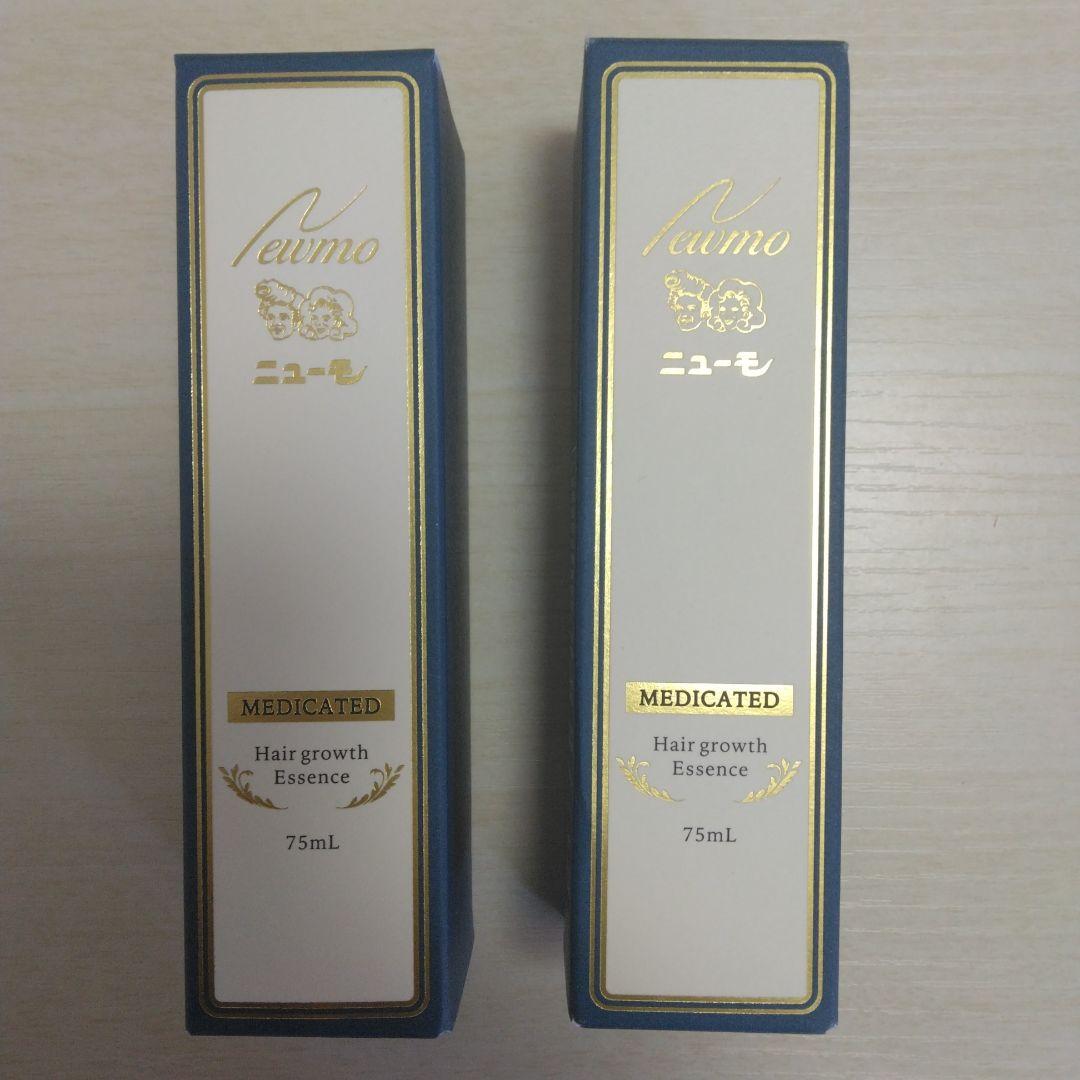 Newmo
ニューモ
MEDICATED
Hair growth
Essence
75mL
Newmo
ニューモ
MEDICATED
Hair growth
Essence
75mL